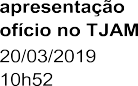 apresentação
ofício no TJAM
20/03/2019
10h52